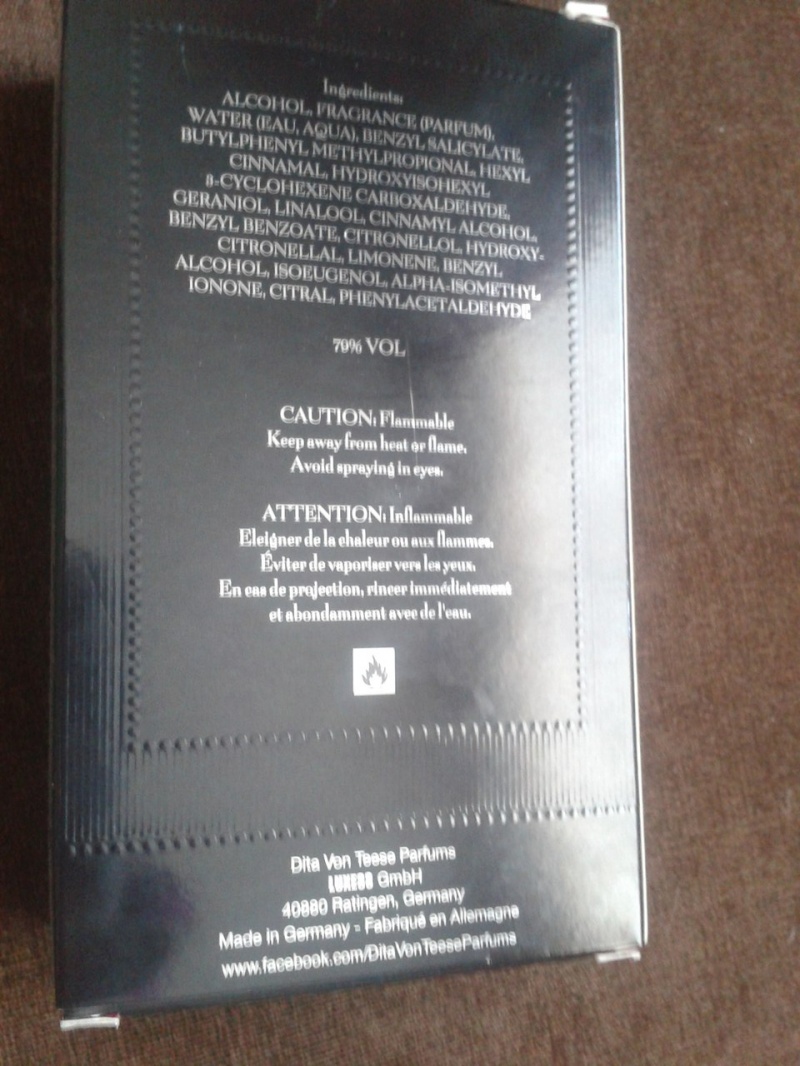 Ingredients:
ALCOHOL, FRAGRANCE (PARFUM),
WATER (EAU, AQUA), BENZYL SALICYLATE,
BUTYLPHENYL METHYLPROPIONAL, HEXYL
CINNAMAL, HYDROXYISOHEXYL
3-CYCLOHEXENE CARBOXALDEHYDE,
GERANIOL, LINALOOL, CINNAMYL ALCOHOL,
BENZYL BENZOATE, CITRONELLOL, HYDROXY-
CITRONELLAL, LIMONENE, BENZYL
ALCOHOL, ISOEUGENOL, ALPHA-ISOMETHYL
IONONE, CITRAL, PHENYLACETALDEHYDE
79% VOL
CAUTION: Flammable
Keep away from heat or flame.
Avoid spraying in eyes.
ATTENTION: Inflammable
Eleigner de la chaleur ou aux flammes.
Éviter de vaporiser vers les yeux.
En cas de projection, rincer immédiatement
et abondamment avec de l'eau.
Dita Von Teese Parfums
LUXESS GmbH
40880 Ratingen, Germany
Made in Germany - Fabriqué en Allemagne
www.facebook.com/DitaVonTeeseParfums